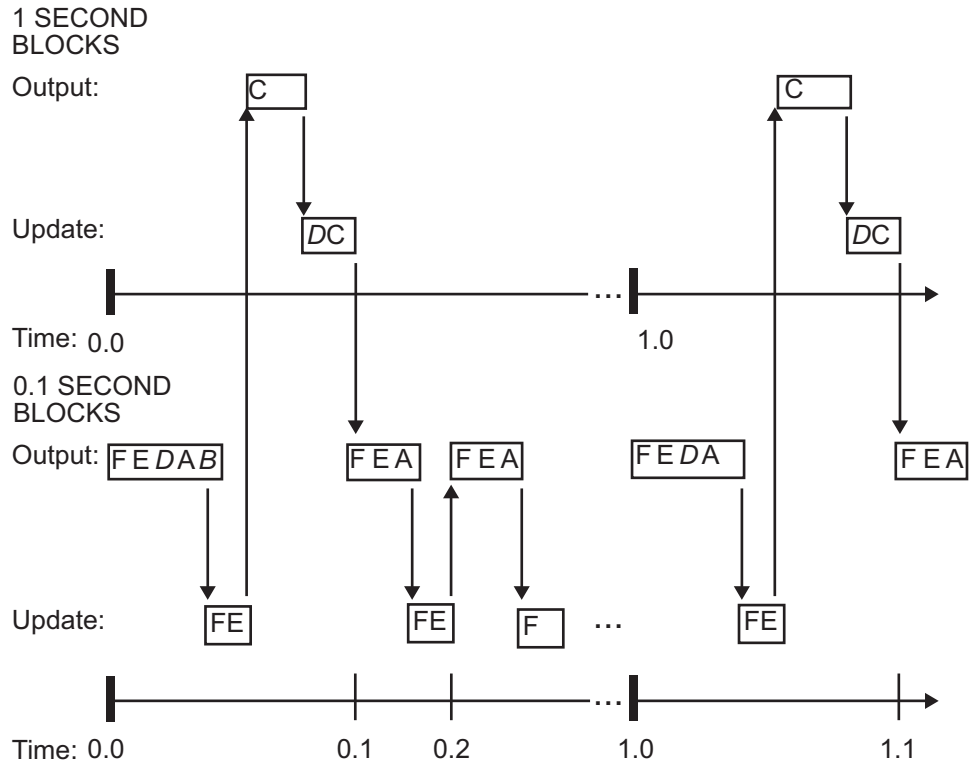 1 SECOND
BLOCKS
Output:
C
C
Update:
DC
DC
...
Time: 0.0
1.0
0.1 SECOND
BLOCKS
Output: F E D A B
F E A
F E A
F E D A
F E A
Update:
FE
FE
F
...
FE
...
Time: 0.0
0.1
0.2
1.0
1.1